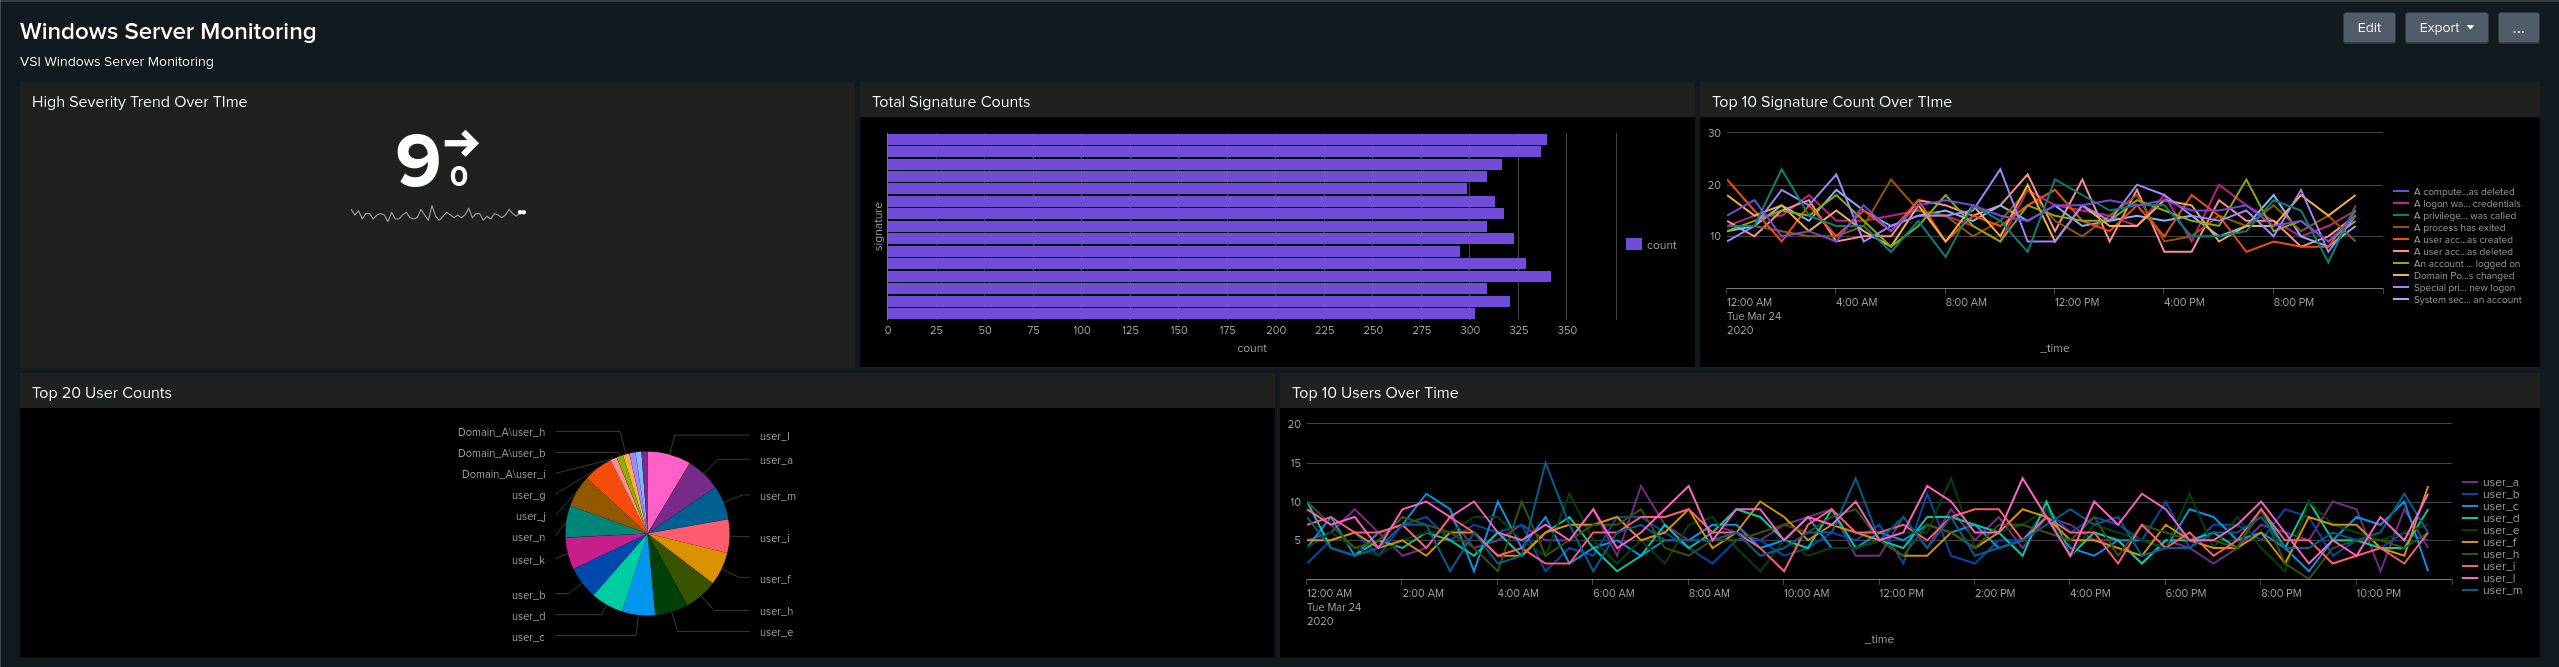 Windows Server Monitoring
Edit
Export
...
VSI Windows Server Monitoring
High Severity Trend Over TIme
9
0
Total Signature Counts
signature
0 25 50 75 100 125 150 175 200 225 250 275 300 325 350
count
count
Top 10 Signature Count Over TIme
30
20
10
12:00 AM 4:00 AM 8:00 AM 12:00 PM 4:00 PM 8:00 PM
Tue Mar 24
2020
_time
A compute...as deleted
A logon wa... credentials
A privilege... was called
A process has exited
A user acc...as created
A user acc...as deleted
An account ... logged on
Domain Po...s changed
Special pri... new logon
System sec... an account
Top 20 User Counts
Domain_A\user_h
Domain_A\user_b
Domain_A\user_i
user_g
user_j
user_n
user_k
user_b
user_d
user_c
user_l
user_a
user_m
user_i
user_f
user_h
user_e
Top 10 Users Over Time
20
15
10
5
12:00 AM 2:00 AM 4:00 AM 6:00 AM 8:00 AM 10:00 AM 12:00 PM 2:00 PM 4:00 PM 6:00 PM 8:00 PM 10:00 PM
Tue Mar 24
2020
_time
user_a
user_b
user_c
user_d
user_e
user_f
user_h
user_i
user_l
user_m